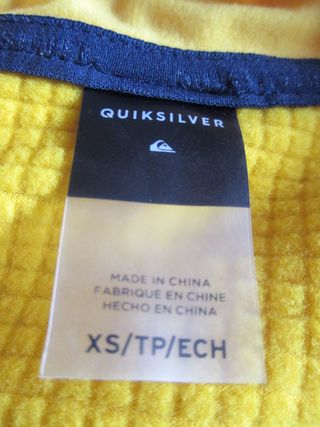 QUIKSILVER
MADE IN CHINA
FABRIQUÉ EN CHINE
HECHO EN CHINA
XS/TP/ECH